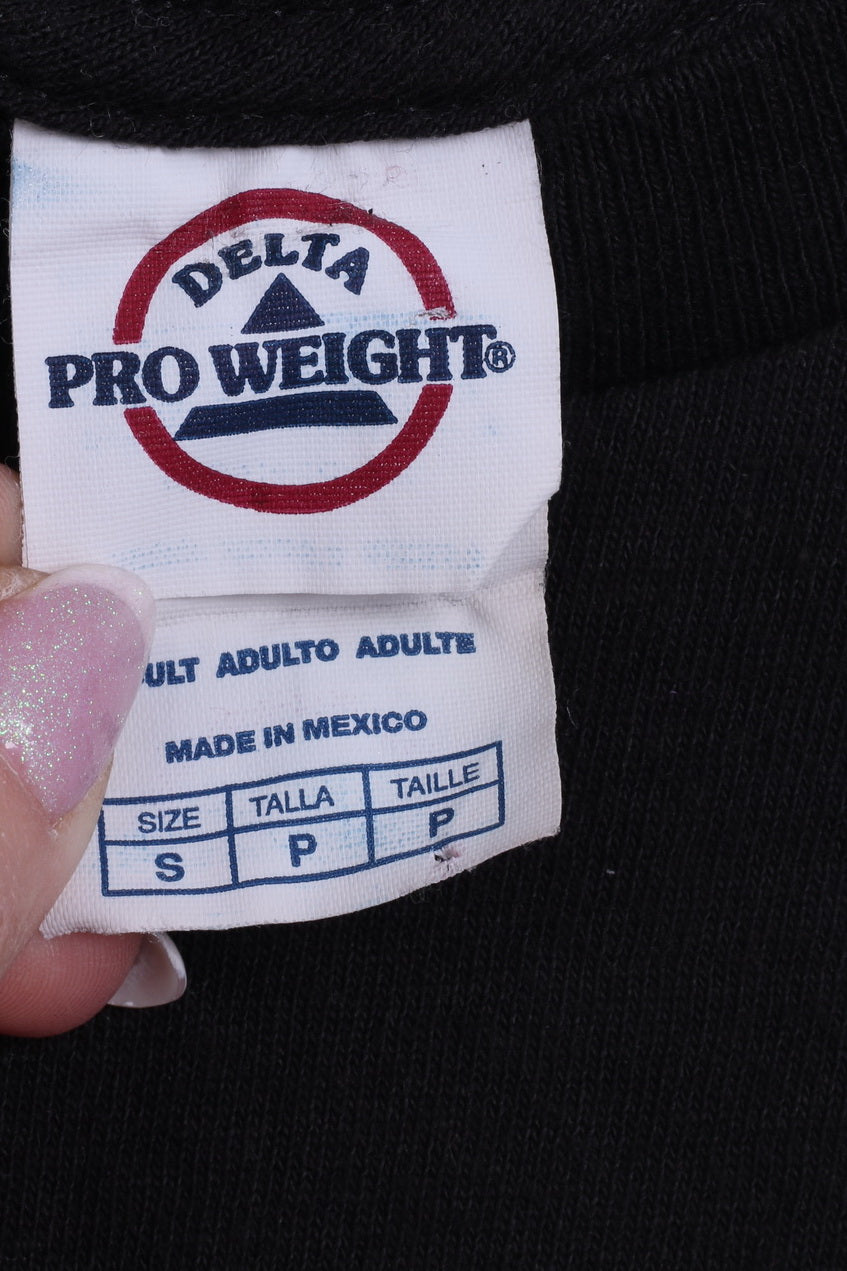 DELTA
PRO WEIGHT®
ULT ADULTO ADULTE
MADE IN MEXICO
SIZE TALLA TAILLE
S P P